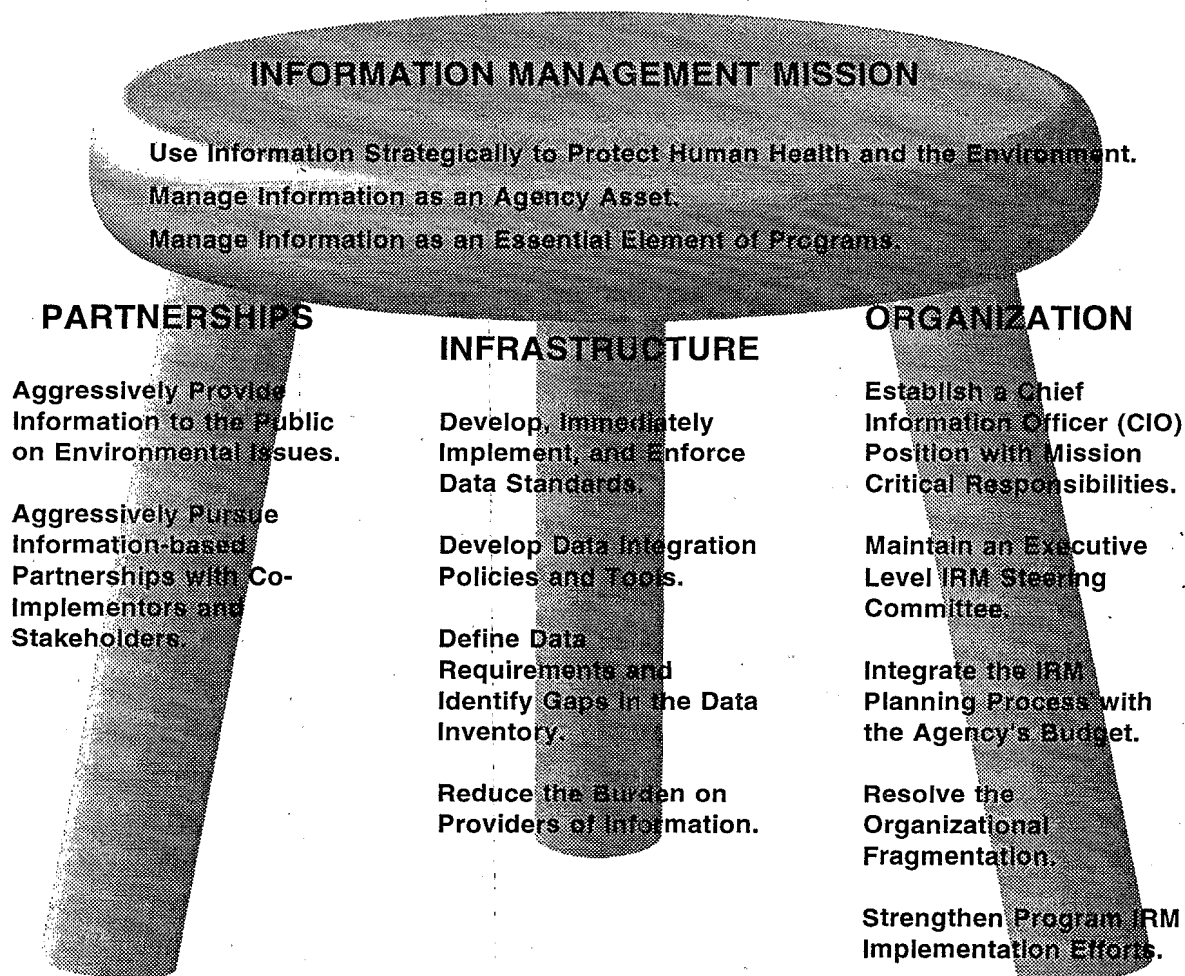 INFORMATION MANAGEMENT MISSION
Use Information Strategically to Protect Human Health and the Environment.
Manage Information as an Agency Asset.
Manage Information as an Essential Element of Programs.
PARTNERSHIPS
Aggressively Provide
Information to the Public
on Environmental Issues.
Aggressively Pursue
Information-based
Partnerships with Co-
Implementors and
Stakeholders.
INFRASTRUCTURE
Develop, Immediately
Implement, and Enforce
Data Standards.
Develop Data Integration
Policies and Tools.
Define Data
Requirements and
Identify Gaps in the Data
Inventory.
Reduce the Burden on
Providers of Information.
ORGANIZATION
Establish a Chief
Information Officer (CIO)
Position with Mission
Critical Responsibilities.
Maintain an Executive
Level IRM Steering
Committee.
Integrate the IRM
Planning Process with
the Agency's Budget.
Resolve the
Organizational
Fragmentation.
Strengthen Program IRM
Implementation Efforts.